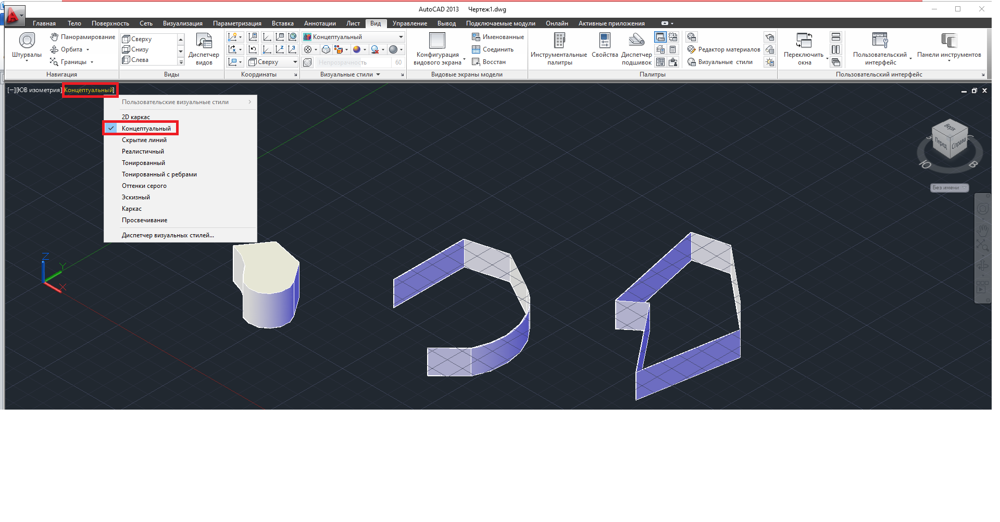 AutoCAD 2013 Чертеж1.dwg
Главная Тело Поверхность Сеть Визуализация Параметризация Вставка Аннотации Лист Вид Управление Вывод Подключаемые модули Онлайн Активные приложения
Штурвалы
Панорамирование
Орбита
Границы
Навигация
Сверху
Снизу
Слева
Диспетчер
видов
Виды
Сверху
Координаты
Концептуальный
Непрозрачность 60
Визуальные стили
Конфигурация
видового экрана
Именованные
Соединить
Восстан
Видовые экраны модели
Инструментальные
палитры
Свойства
Диспетчер
подшивок
Редактор материалов
Визуальные стили
Палитры
Переключить
окна
Пользовательский
интерфейс
Панели инструментов
Пользовательский интерфейс
[−][ЮВ изометрия][Концептуальный]
Пользовательские визуальные стили
2D каркас
Концептуальный
Скрытие линий
Реалистичный
Тонированный
Тонированный с ребрами
Оттенки серого
Эскизный
Каркас
Просвечивание
Диспетчер визуальных стилей...
Верх
Перед
Справа
З
С
Ю
В
Без имени
Z
Y
X